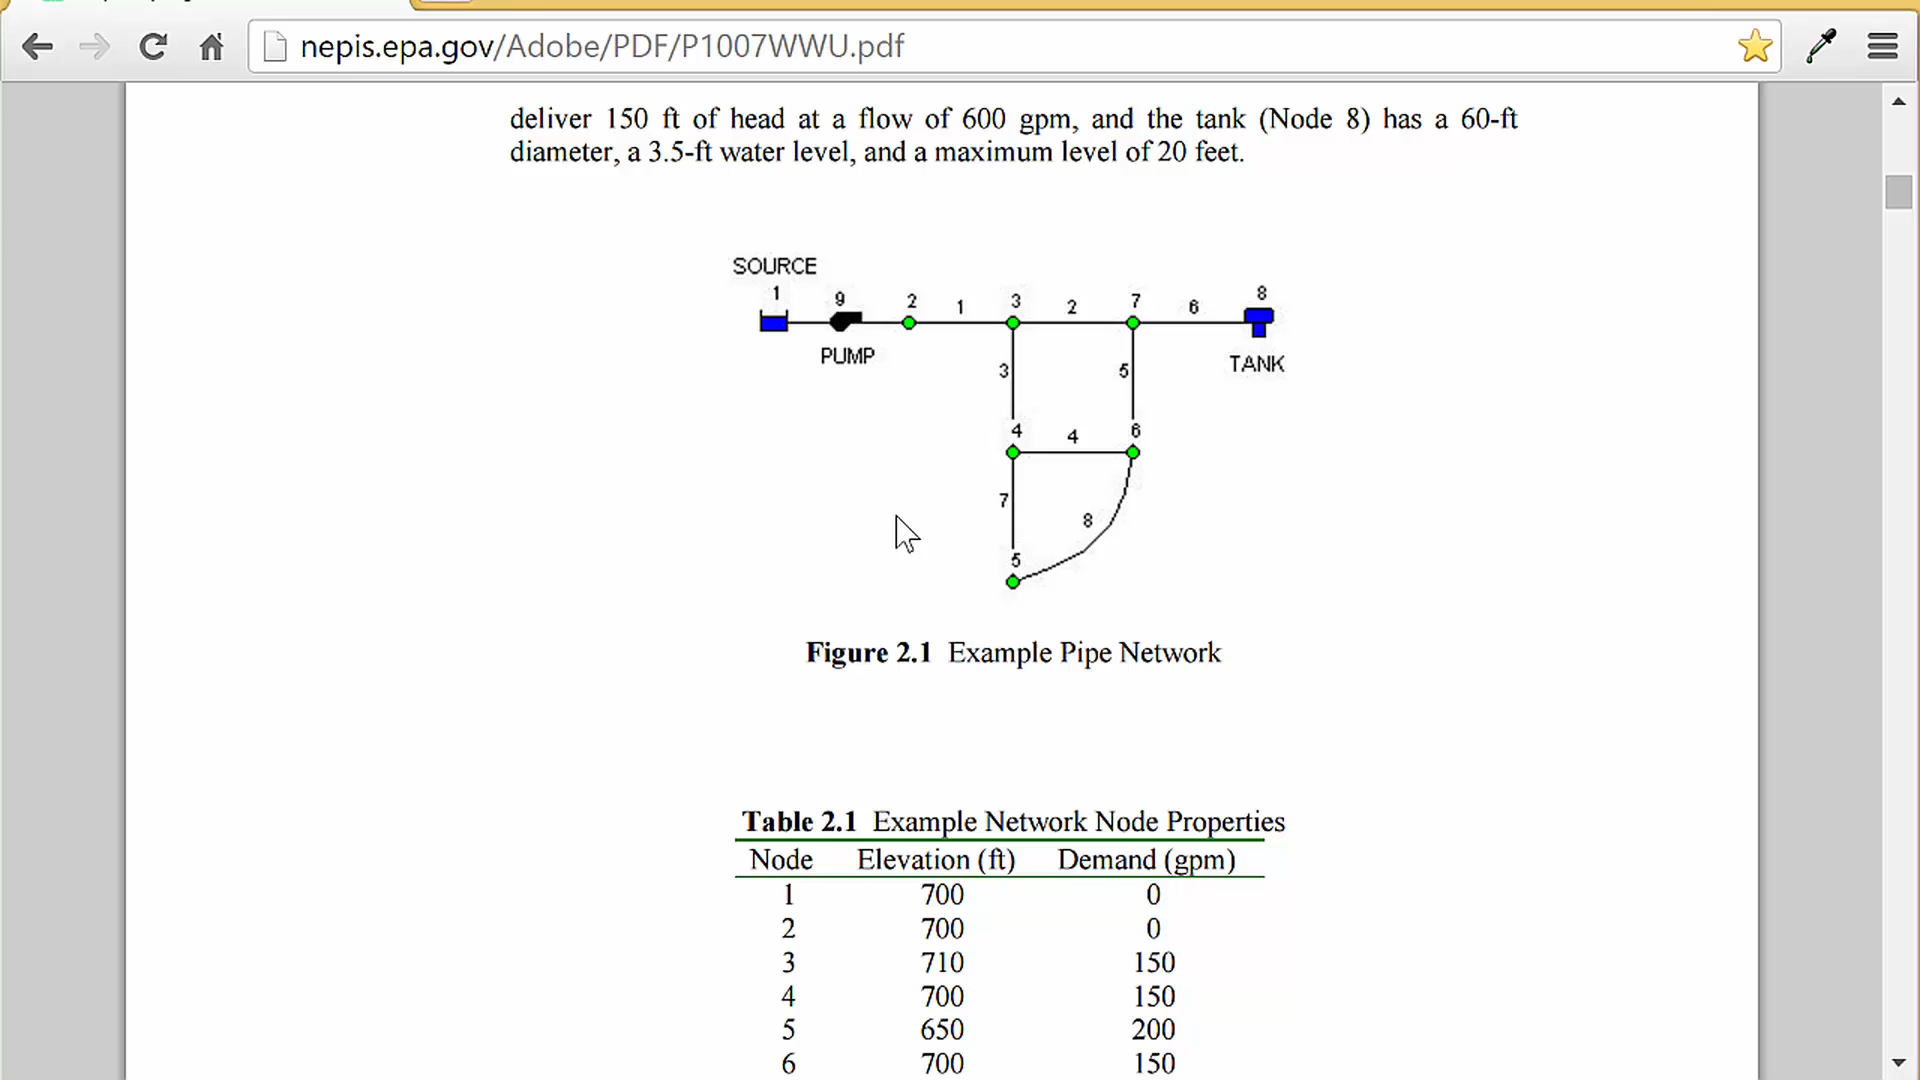 nepis.epa.gov/Adobe/PDF/P1007WWU.pdf
deliver 150 ft of head at a flow of 600 gpm, and the tank (Node 8) has a 60-ft
diameter, a 3.5-ft water level, and a maximum level of 20 feet.
SOURCE
1 9 2 1 3 2 7 6 8
PUMP
TANK
3 5
4 4 6
7
8
5
Figure 2.1 Example Pipe Network
Table 2.1 Example Network Node Properties
Node Elevation (ft) Demand (gpm)
1 700 0
2 700 0
3 710 150
4 700 150
5 650 200
6 700 150